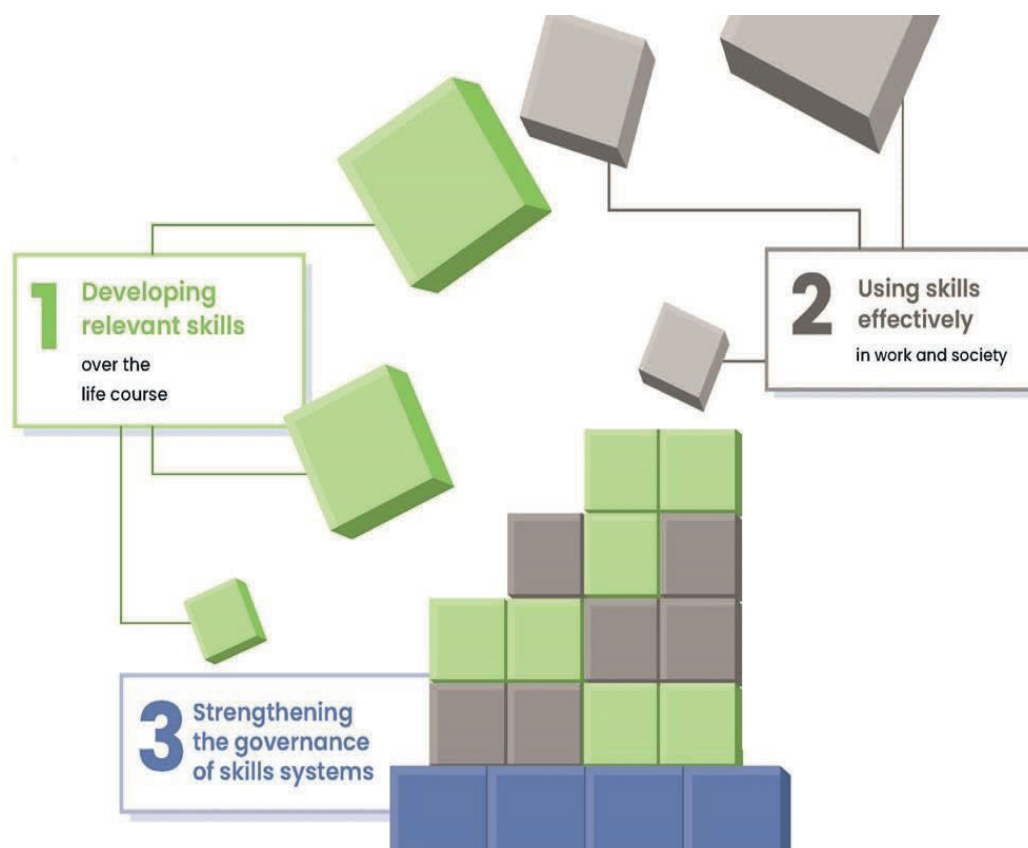 1
Developing
relevant skills
over the
life course
2
Using skills
effectively
in work and society
3
Strengthening
the governance
of skills systems